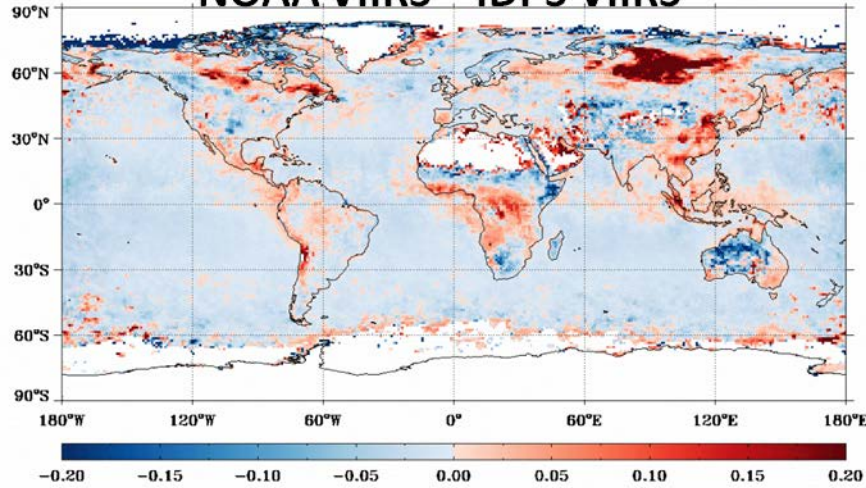 NOAA VIIRS – IDPS VIIRS
90°N
60°N
30°N
0°
30°S
60°S
90°S
180°W 120°W 60°W 0° 60°E 120°E 180°E
−0.20 −0.15 −0.10 −0.05 0.00 0.05 0.10 0.15 0.20